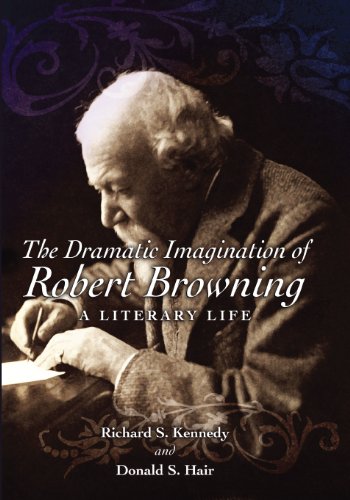 The Dramatic Imagination of
Robert Browning
A LITERARY LIFE
Richard S. Kennedy
and
Donald S. Hair